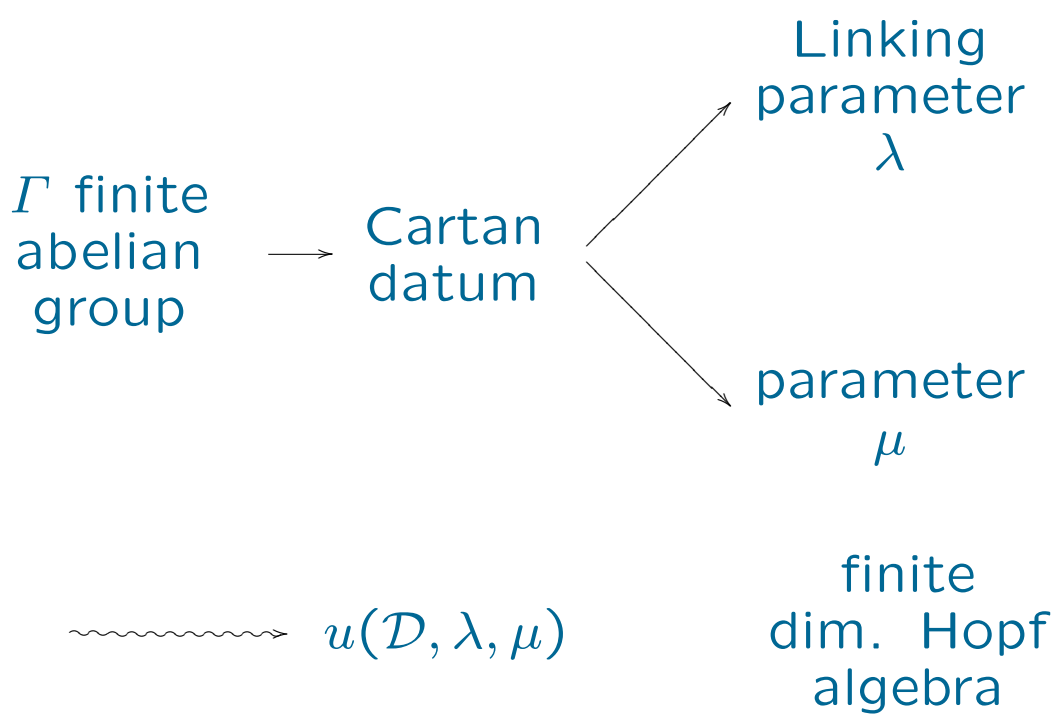 Linking
parameter
λ
Γ finite
abelian
group
Cartan
datum
parameter
μ
u(𝒟, λ, μ)
finite
dim. Hopf
algebra